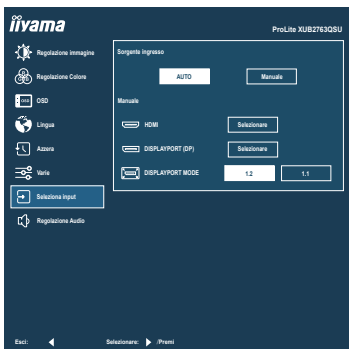 iiyama
ProLite XUB2763QSU
Regolazione Immagine
Regolazione Colore
OSD
OSD
Lingua
Azzera
Varie
Seleziona input
Regolazione Audio
Sorgente ingresso
AUTO
Manuale
Manuale
HDMI
Selezionare
DISPLAYPORT (DP)
Selezionare
DISPLAYPORT MODE
1.2
1.1
Esci:
Selezionare: /Premi